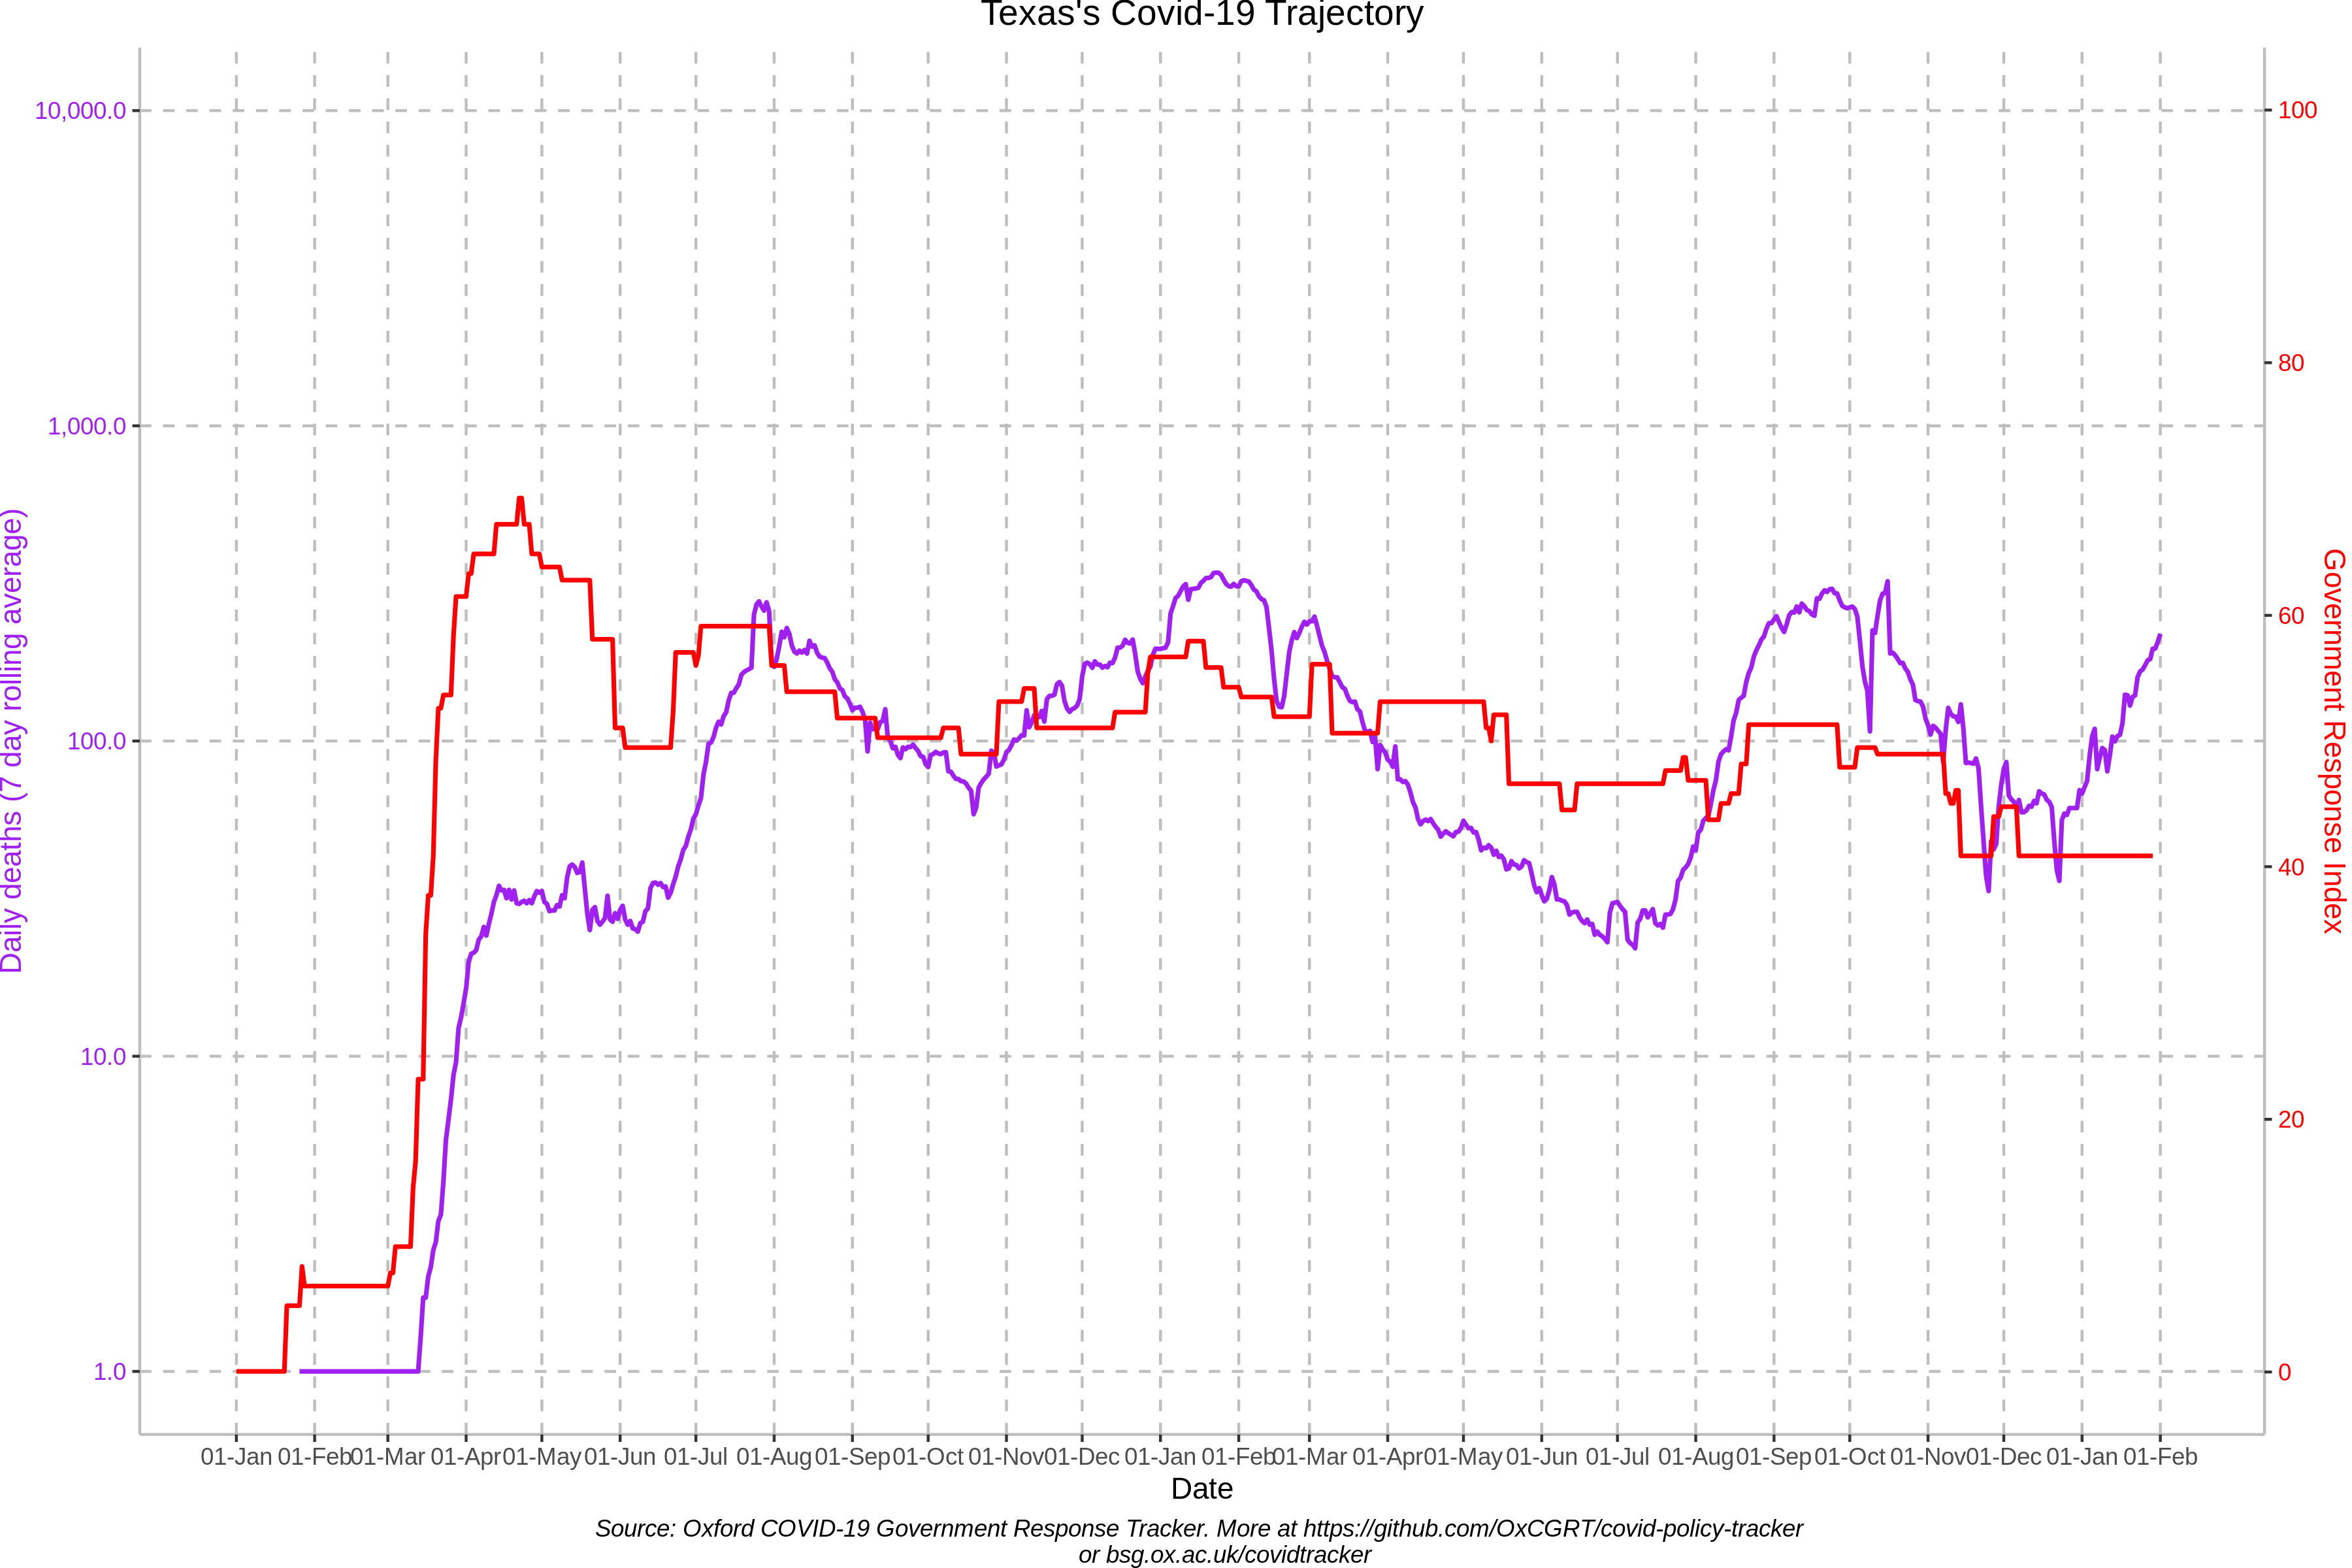 Texas's Covid-19 Trajectory
10,000.0
1,000.0
100.0
10.0
1.0
Daily deaths (7 day rolling average)
100
80
60
40
20
0
Government Response Index
01-Jan 01-Feb 01-Mar 01-Apr 01-May 01-Jun 01-Jul 01-Aug 01-Sep 01-Oct 01-Nov 01-Dec 01-Jan 01-Feb 01-Mar 01-Apr 01-May 01-Jun 01-Jul 01-Aug 01-Sep 01-Oct 01-Nov 01-Dec 01-Jan 01-Feb
Date
Source: Oxford COVID-19 Government Response Tracker. More at https://github.com/OxCGRT/covid-policy-tracker
or bsg.ox.ac.uk/covidtracker